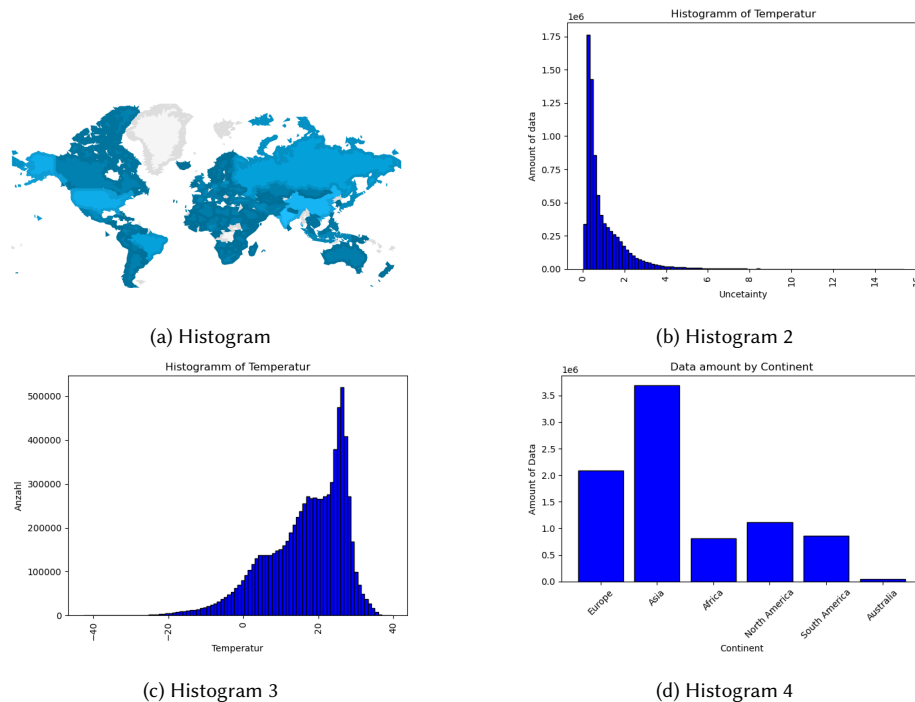 Histogramm of Temperatur
1e6
1.75
1.50
1.25
1.00
0.75
0.50
0.25
0.00
Amount of data
0 2 4 6 8 10 12 14 16
Uncetainty
(a) Histogram
(b) Histogram 2
Histogramm of Temperatur
500000
400000
300000
200000
100000
0
Anzahl
−40 −20 0 20 40
Temperatur
(c) Histogram 3
Data amount by Continent
1e6
3.5
3.0
2.5
2.0
1.5
1.0
0.5
0.0
Amount of Data
Europe Asia Africa North America South America Australia
Continent
(d) Histogram 4